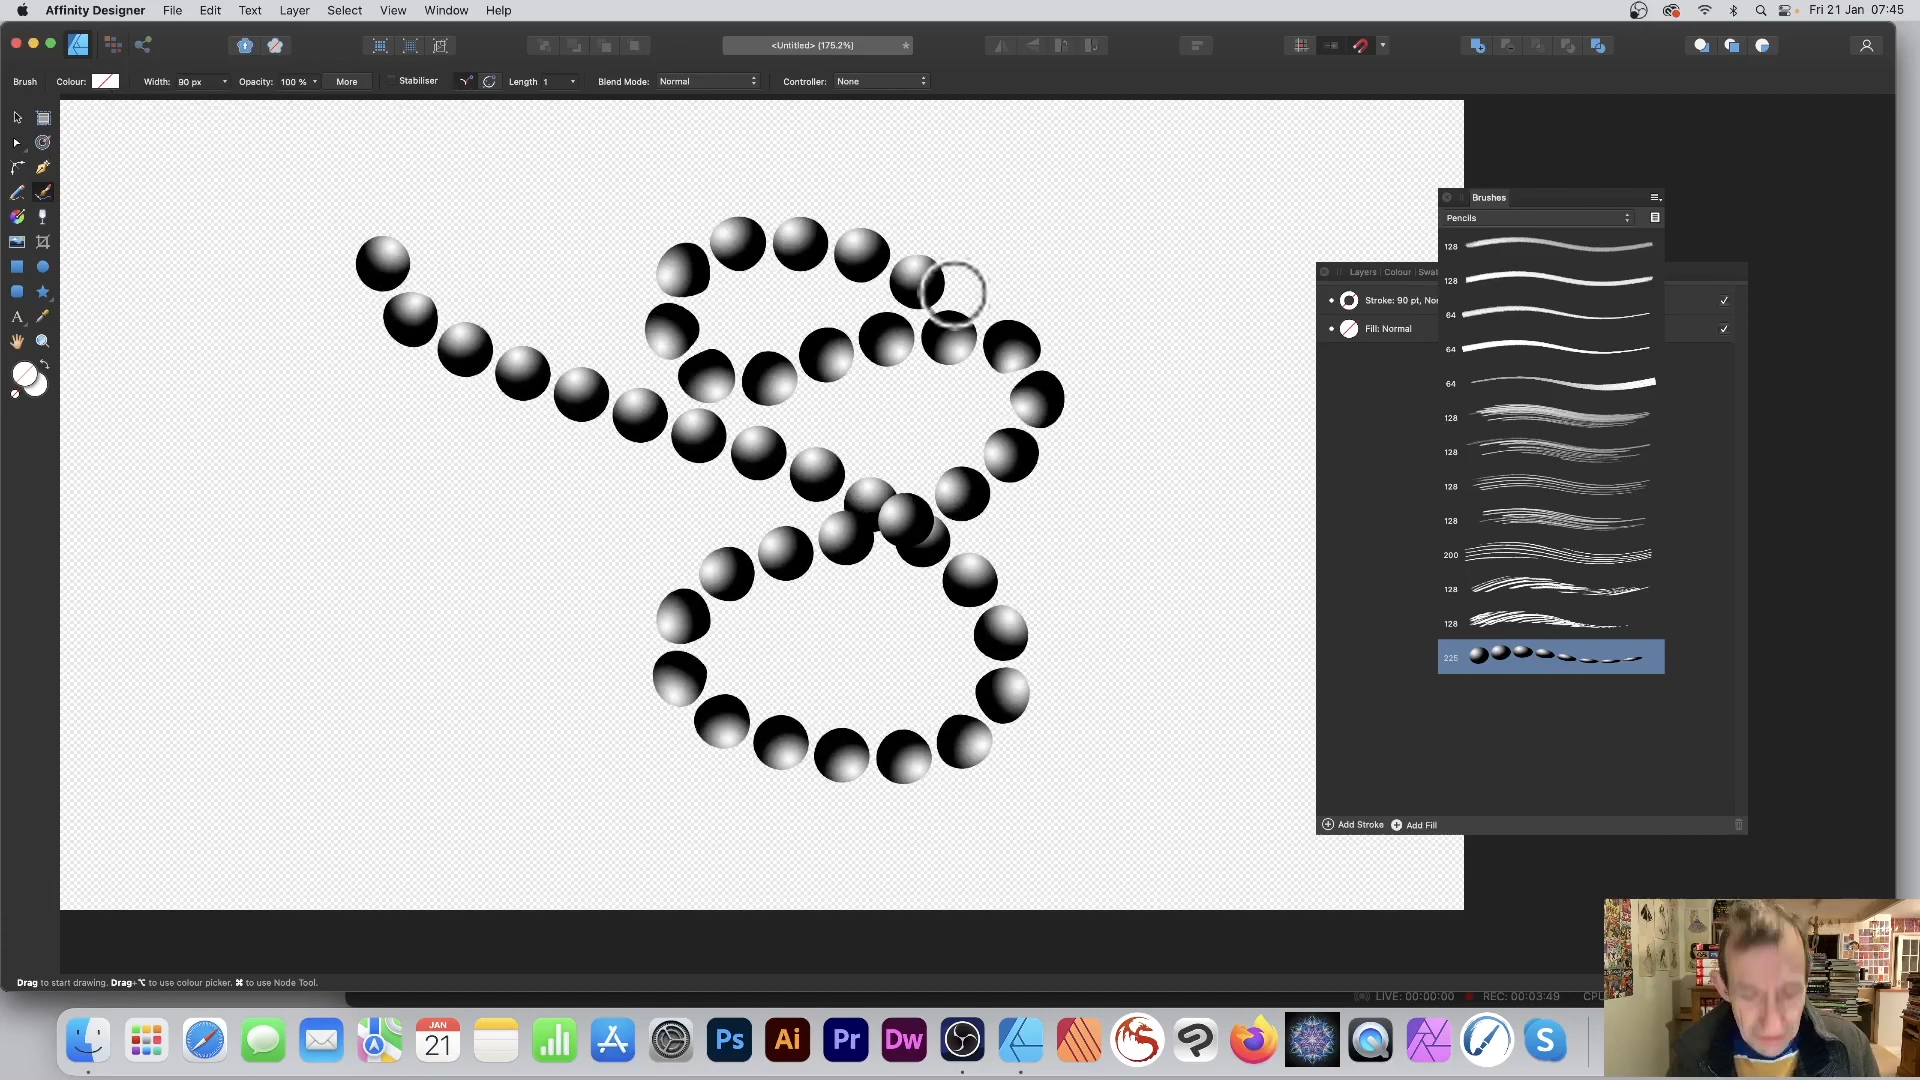 Affinity Designer File Edit Text Layer Select View Window Help
Fri 21 Jan 07:45
<Untitled> (175.2%)
Brush Colour: Width: 90 px Opacity: 100 % More Stabiliser Length 1 Blend Mode: Normal Controller: None
Brushes
Pencils
128
128
64
64
64
128
128
128
128
200
128
128
225
Layers Colour Swat
Stroke: 90 pt, Nor
Fill: Normal
Add Stroke Add Fill
Drag to start drawing. Drag+⌥ to use colour picker. ⌘ to use Node Tool.
LIVE: 00:00:00 REC: 00:03:49 CPU
JAN
21
Ps Ai Pr Dw
S